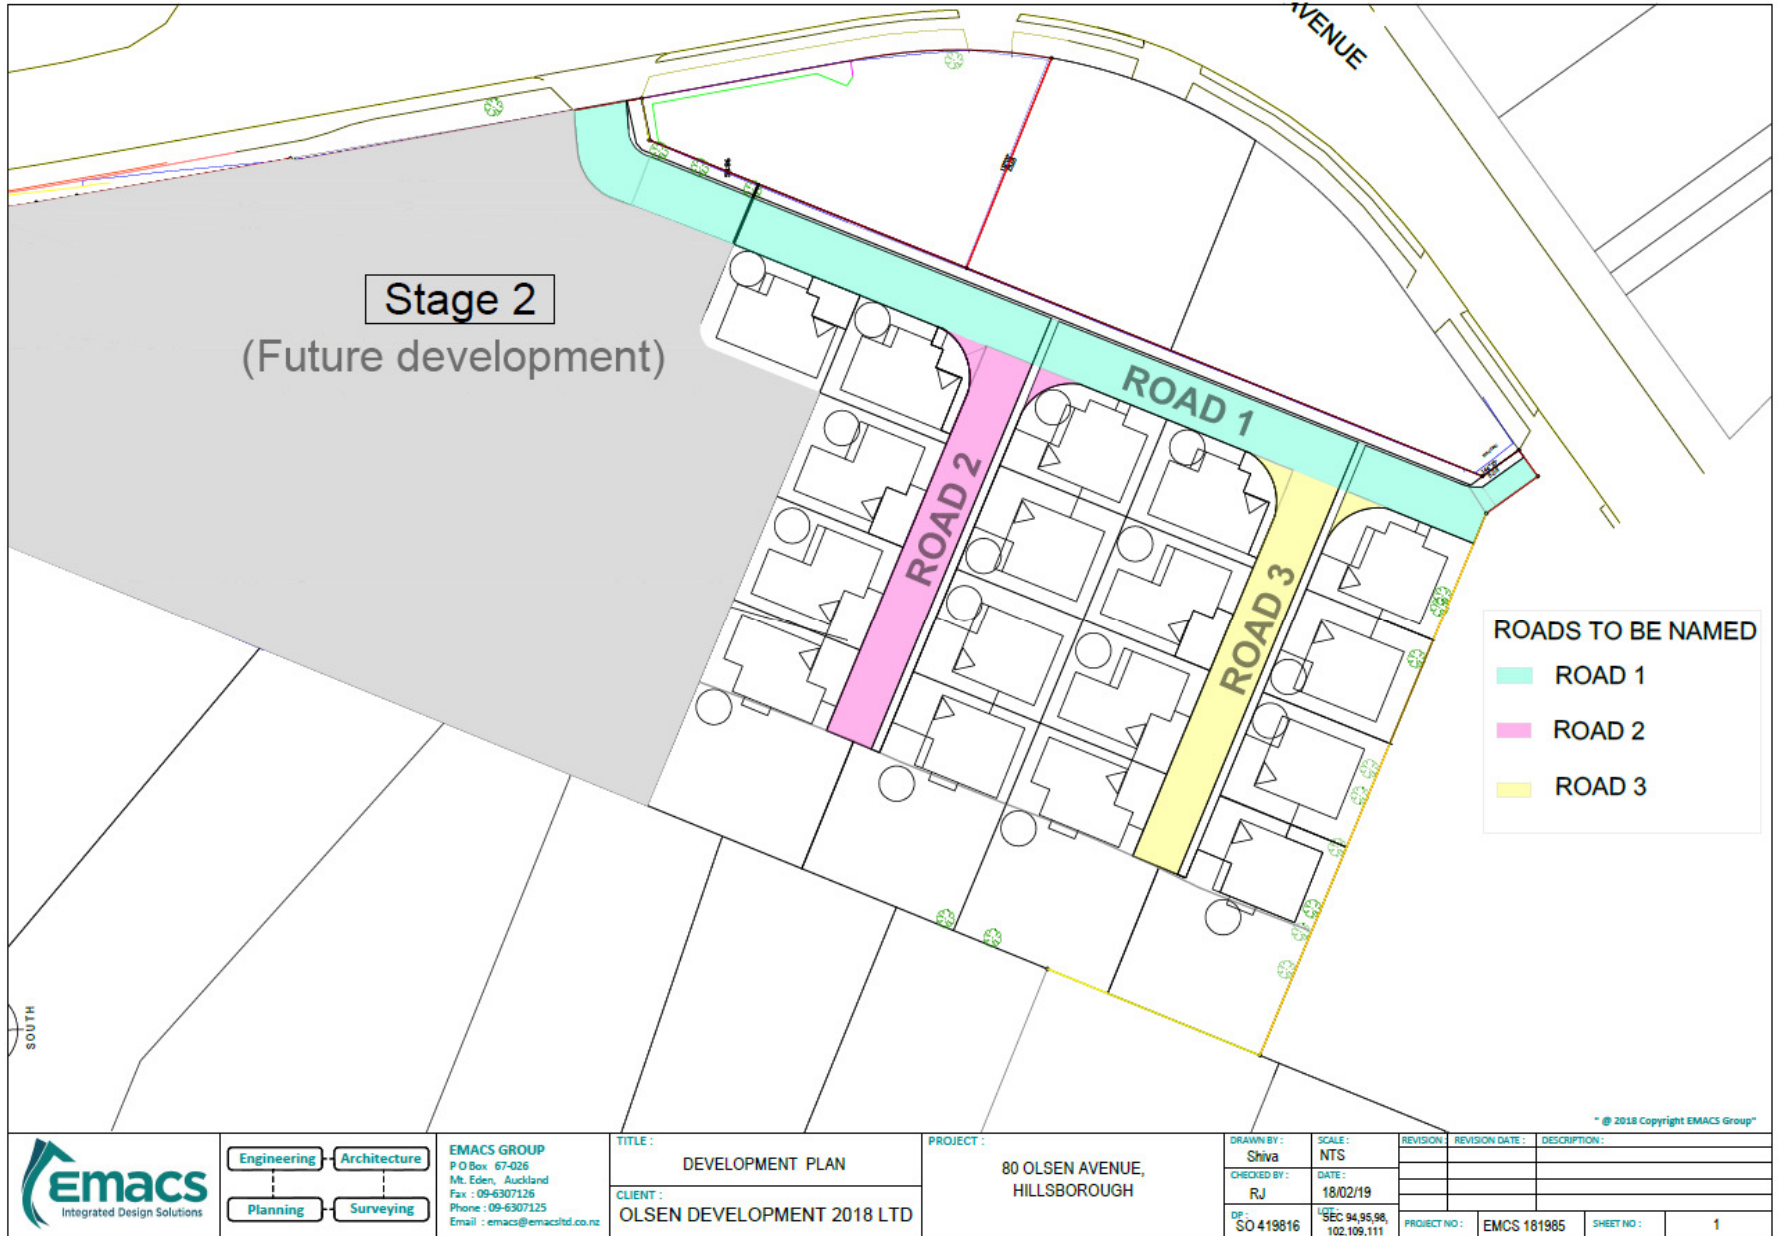 AVENUE
Stage 2
(Future development)
ROAD 1
ROAD 2
ROAD 3
ROADS TO BE NAMED
ROAD 1
ROAD 2
ROAD 3
SOUTH
" @ 2018 Copyright EMACS Group"
Emacs
Integrated Design Solutions
Engineering
Architecture
Planning
Surveying
EMACS GROUP
P O Box 67-026
Mt. Eden, Auckland
Fax : 09-6307126
Phone : 09-6307125
Email : emacs@emacsltd.co.nz
TITLE :
DEVELOPMENT PLAN
CLIENT :
OLSEN DEVELOPMENT 2018 LTD
PROJECT :
80 OLSEN AVENUE,
HILLSBOROUGH
DRAWN BY :
Shiva
CHECKED BY :
RJ
DP :
SO 419816
SCALE :
NTS
DATE :
18/02/19
LOT :
SEC 94,95,98,
102,109,111
REVISION :
REVISION DATE :
DESCRIPTION :
PROJECT NO :
EMCS 181985
SHEET NO :
1